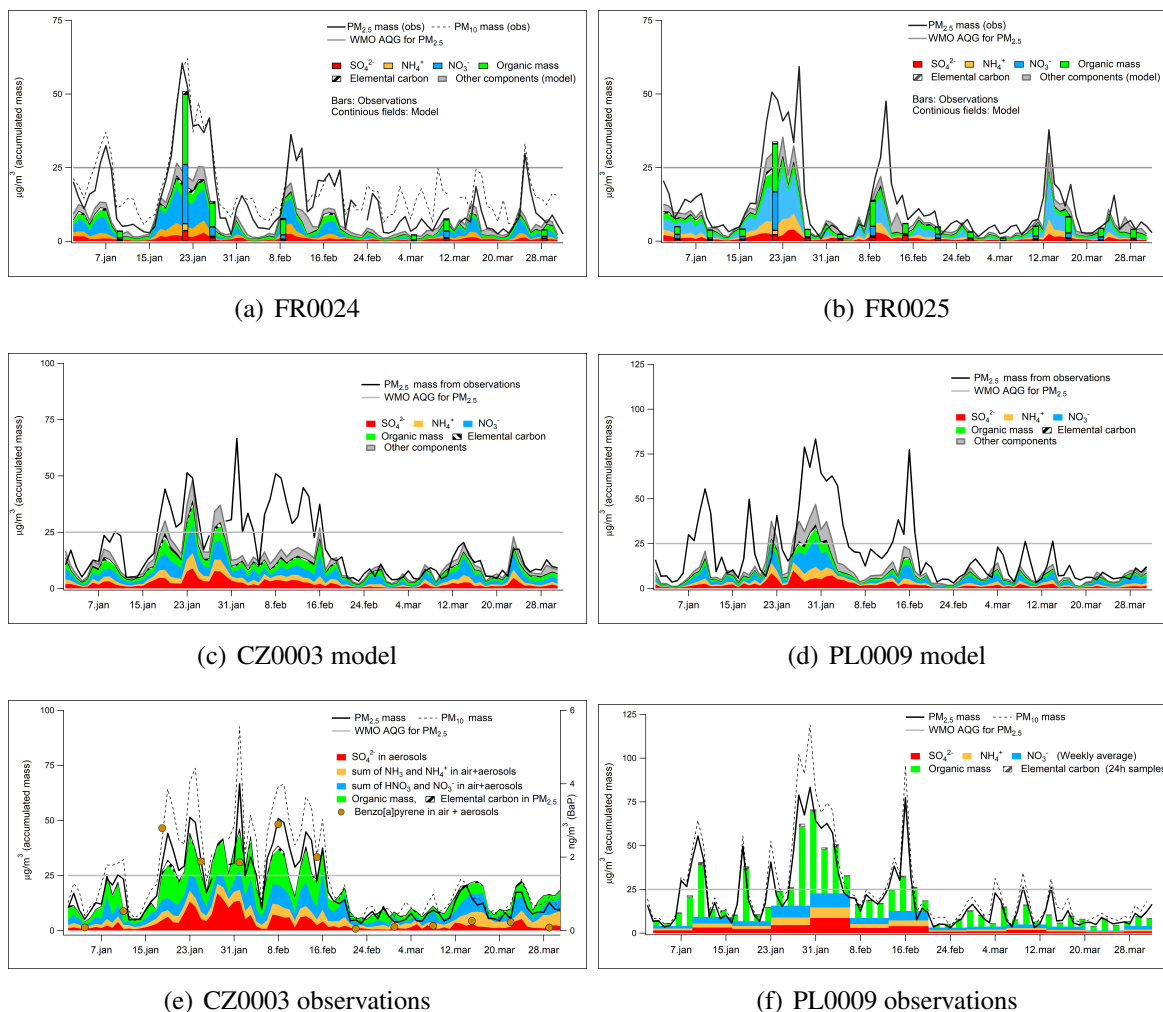 75
50
25
0
µg/m³ (accumulated mass)
PM2.5 mass (obs) PM10 mass (obs)
WMO AQG for PM2.5
SO4²⁻ NH4⁺ NO3⁻ Organic mass
Elemental carbon Other components (model)
Bars: Observations
Continious fields: Model
7.jan 15.jan 23.jan 31.jan 8.feb 16.feb 24.feb 4.mar 12.mar 20.mar 28.mar
(a) FR0024
75
50
25
0
µg/m³ (accumulated mass)
PM2.5 mass (obs)
WMO AQG for PM2.5
SO4²⁻ NH4⁺ NO3⁻ Organic mass
Elemental carbon Other components (model)
Bars: Observations
Continious fields: Model
7.jan 15.jan 23.jan 31.jan 8.feb 16.feb 24.feb 4.mar 12.mar 20.mar 28.mar
(b) FR0025
100
75
50
25
0
µg/m³ (accumulated mass)
PM2.5 mass from observations
WMO AQG for PM2.5
SO4²⁻ NH4⁺ NO3⁻
Organic mass Elemental carbon
Other components
7.jan 15.jan 23.jan 31.jan 8.feb 16.feb 24.feb 4.mar 12.mar 20.mar 28.mar
(c) CZ0003 model
125
100
75
50
25
0
µg/m³ (accumulated mass)
PM2.5 mass from observations
WMO AQG for PM2.5
SO4²⁻ NH4⁺ NO3⁻
Organic mass Elemental carbon
Other components
7.jan 15.jan 23.jan 31.jan 8.feb 16.feb 24.feb 4.mar 12.mar 20.mar 28.mar
(d) PL0009 model
100
75
50
25
0
µg/m³ (accumulated mass)
PM2.5 mass PM10 mass
WMO AQG for PM2.5
SO4²⁻ in aerosols
sum of NH3 and NH4⁺ in air+aerosols
sum of HNO3 and NO3⁻ in air+aerosols
Organic mass, Elemental carbon in PM2.5
Benzo[a]pyrene in air + aerosols
6
4
2
0
ng/m³ (BaP)
7.jan 15.jan 23.jan 31.jan 8.feb 16.feb 24.feb 4.mar 12.mar 20.mar 28.mar
(e) CZ0003 observations
125
100
75
50
25
0
µg/m³ (accumulated mass)
PM2.5 mass PM10 mass
WMO AQG for PM2.5
SO4²⁻ NH4⁺ NO3⁻ (Weekly average)
Organic mass Elemental carbon (24h samples)
7.jan 15.jan 23.jan 31.jan 8.feb 16.feb 24.feb 4.mar 12.mar 20.mar 28.mar
(f) PL0009 observations